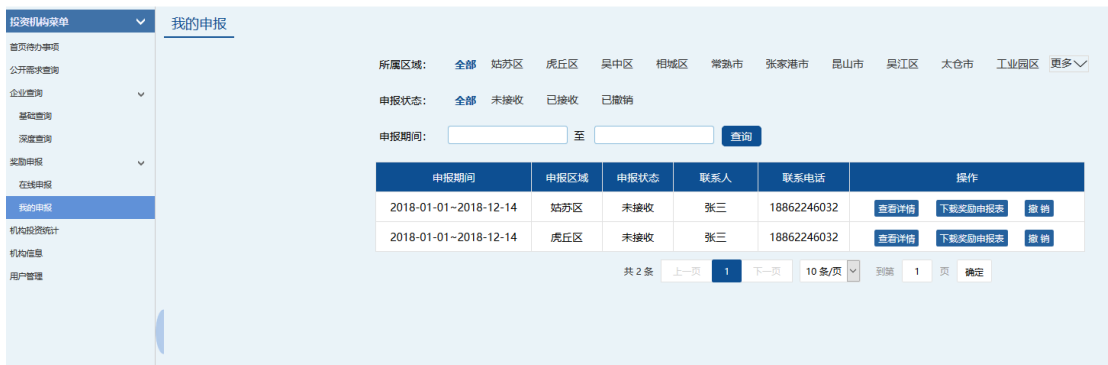 投资机构菜单
首页待办事项
公开需求查询
企业查询
基础查询
深度查询
奖励申报
在线申报
我的申报
机构投资统计
机构信息
用户管理
我的申报
所属区域: 全部 姑苏区 虎丘区 吴中区 相城区 常熟市 张家港市 昆山市 吴江区 太仓市 工业园区 更多
申报状态: 全部 未接收 已接收 已撤销
申报期间: 至 查询
申报期间 申报区域 申报状态 联系人 联系电话 操作
2018-01-01~2018-12-14 姑苏区 未接收 张三 18862246032 查看详情 下载奖励申报表 撤销
2018-01-01~2018-12-14 虎丘区 未接收 张三 18862246032 查看详情 下载奖励申报表 撤销
共 2 条 上一页 1 下一页 10 条/页 到第 1 页 确定